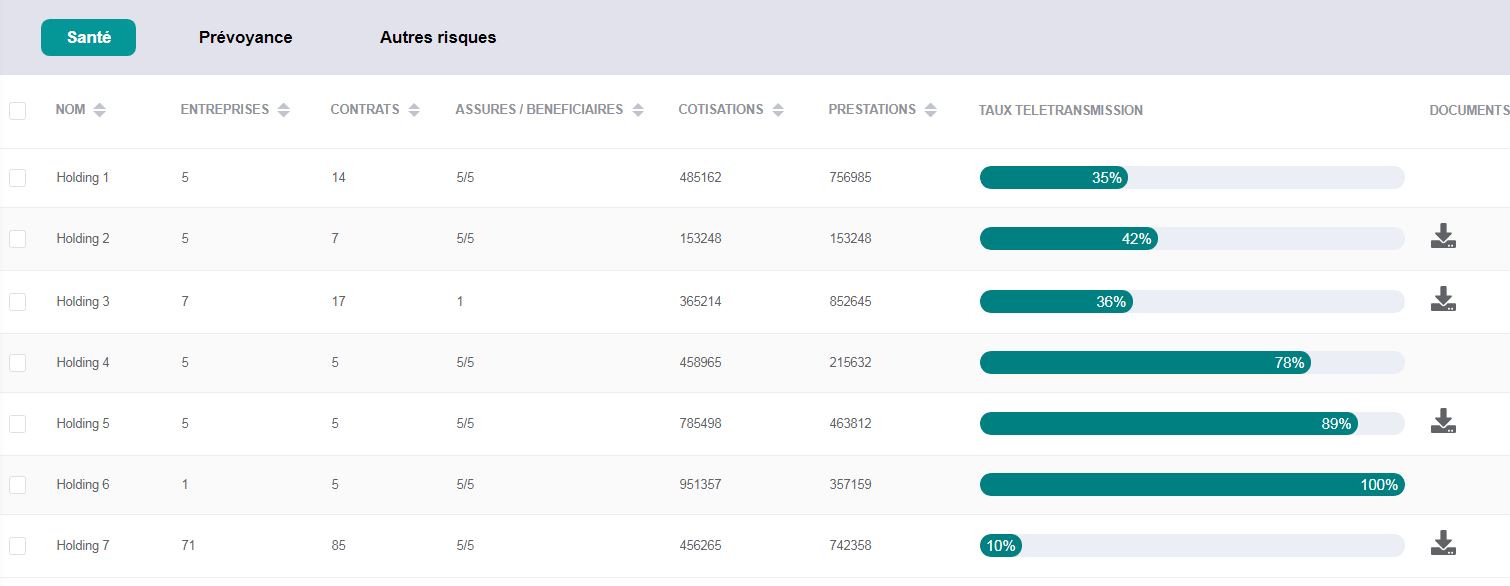 Santé Prévoyance Autres risques
NOM ENTREPRISES CONTRATS ASSURES / BENEFICIAIRES COTISATIONS PRESTATIONS TAUX TELETRANSMISSION DOCUMENTS
Holding 1 5 14 5/5 485162 756985 35%
Holding 2 5 7 5/5 153248 153248 42%
Holding 3 7 17 1 365214 852645 36%
Holding 4 5 5 5/5 458965 215632 78%
Holding 5 5 5 5/5 785498 463812 89%
Holding 6 1 5 5/5 951357 357159 100%
Holding 7 71 85 5/5 456265 742358 10%